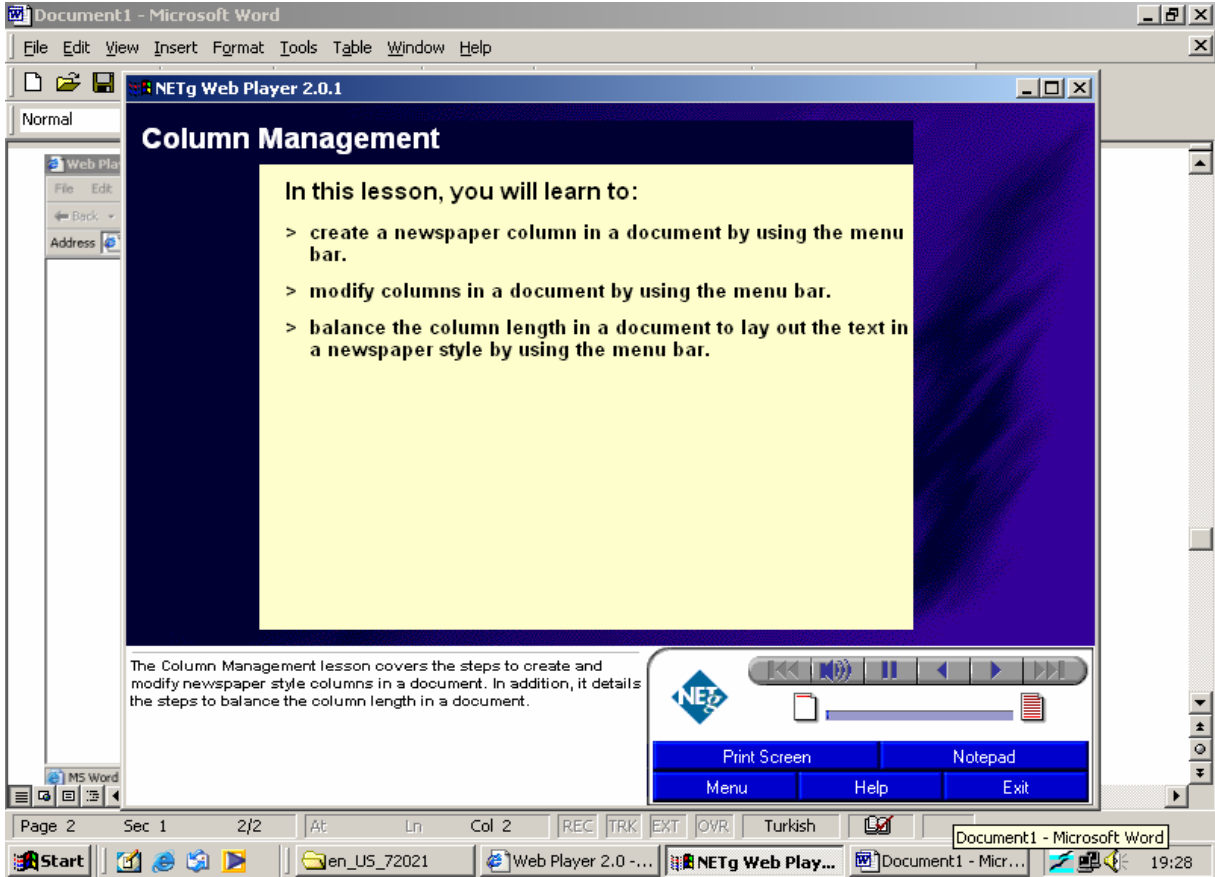 Document1 - Microsoft Word
File Edit View Insert Format Tools Table Window Help
NETg Web Player 2.0.1
Normal
Column Management
Web Pla
File Edit
Back
Address
In this lesson, you will learn to:
> create a newspaper column in a document by using the menu
bar.
> modify columns in a document by using the menu bar.
> balance the column length in a document to lay out the text in
a newspaper style by using the menu bar.
The Column Management lesson covers the steps to create and
modify newspaper style columns in a document. In addition, it details
the steps to balance the column length in a document.
NETg
Print Screen Notepad
Menu Help Exit
MS Word
Page 2 Sec 1 2/2 At Ln Col 2 REC TRK EXT OVR Turkish
Document1 - Microsoft Word
Start en_US_72021 Web Player 2.0 -... NETg Web Play... Document1 - Micr... 19:28